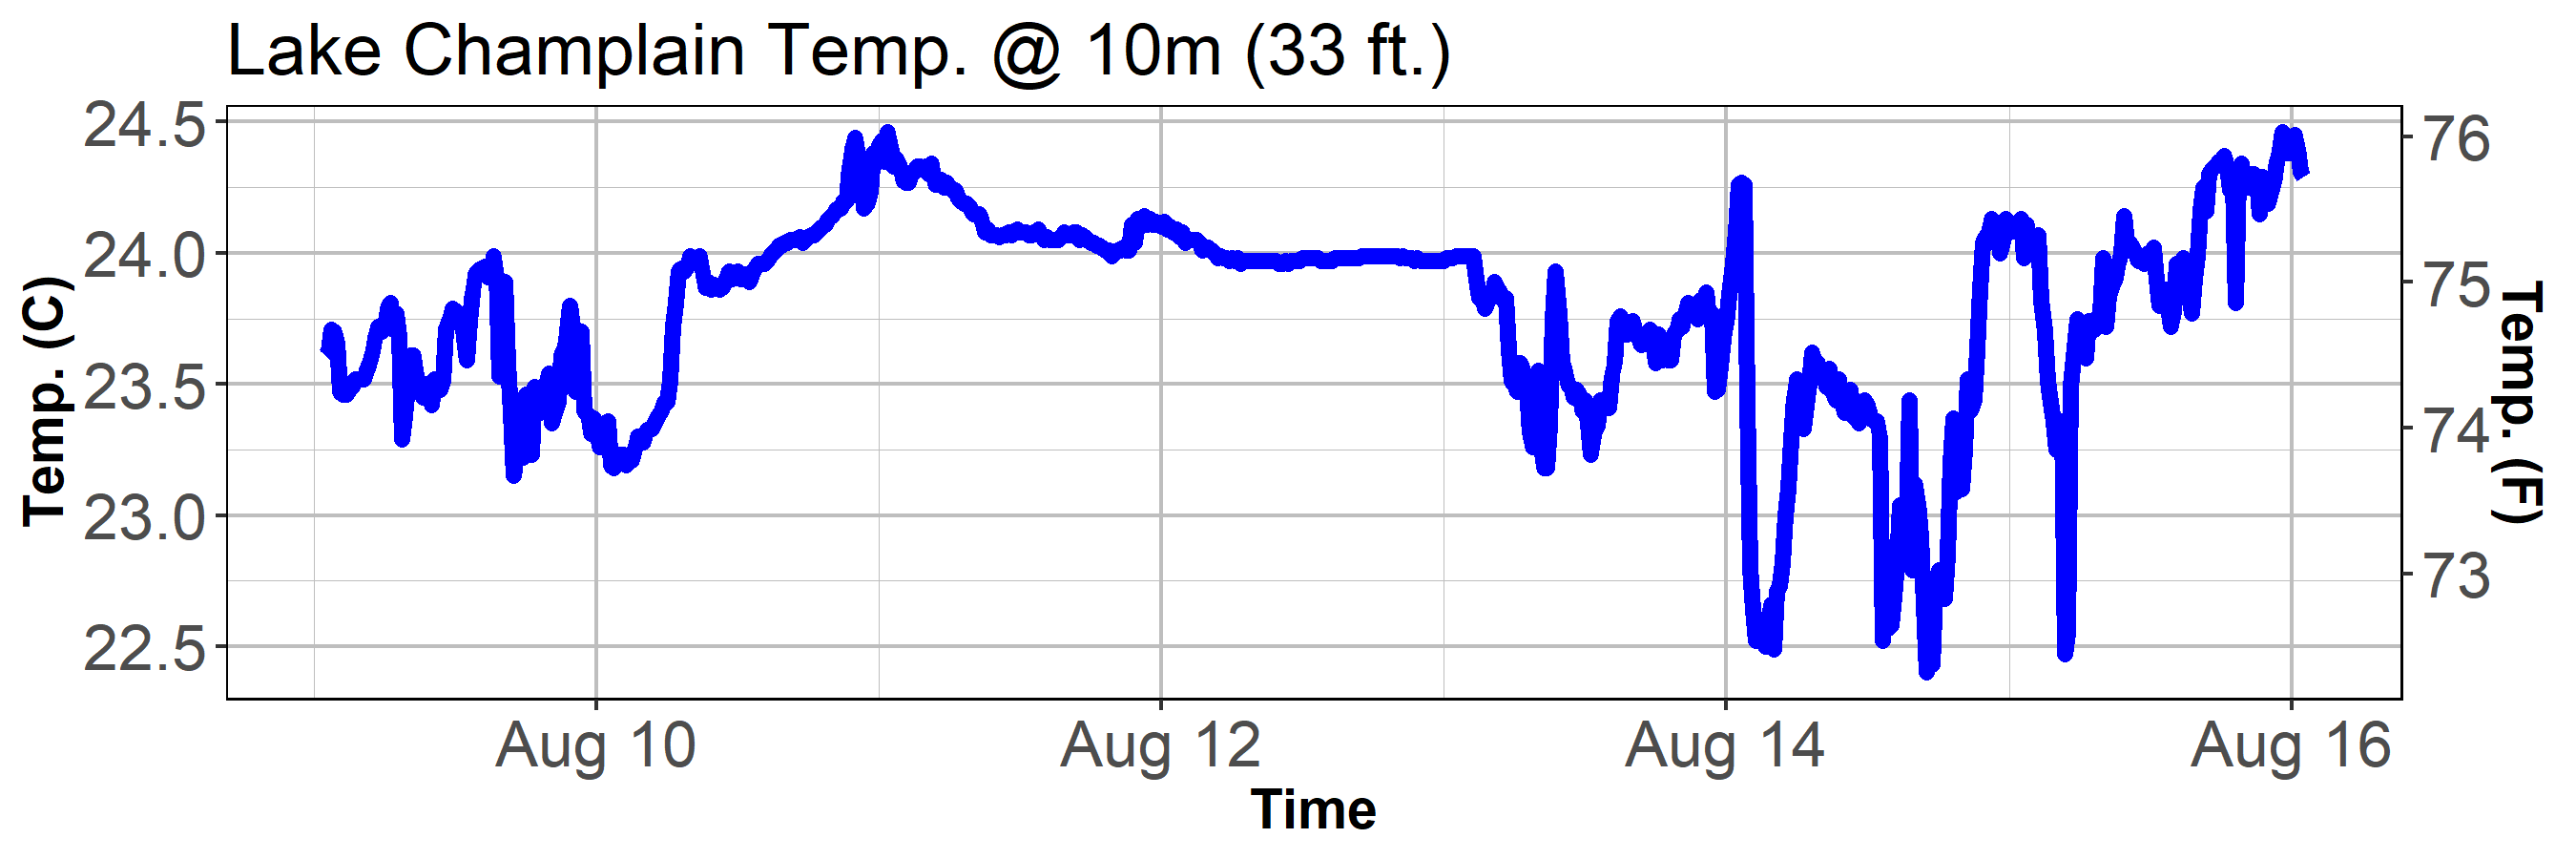 Lake Champlain Temp. @ 10m (33 ft.)
24.5
24.0
23.5
23.0
22.5
Temp. (C)
76
75
74
73
Temp. (F)
Aug 10
Aug 12
Aug 14
Aug 16
Time